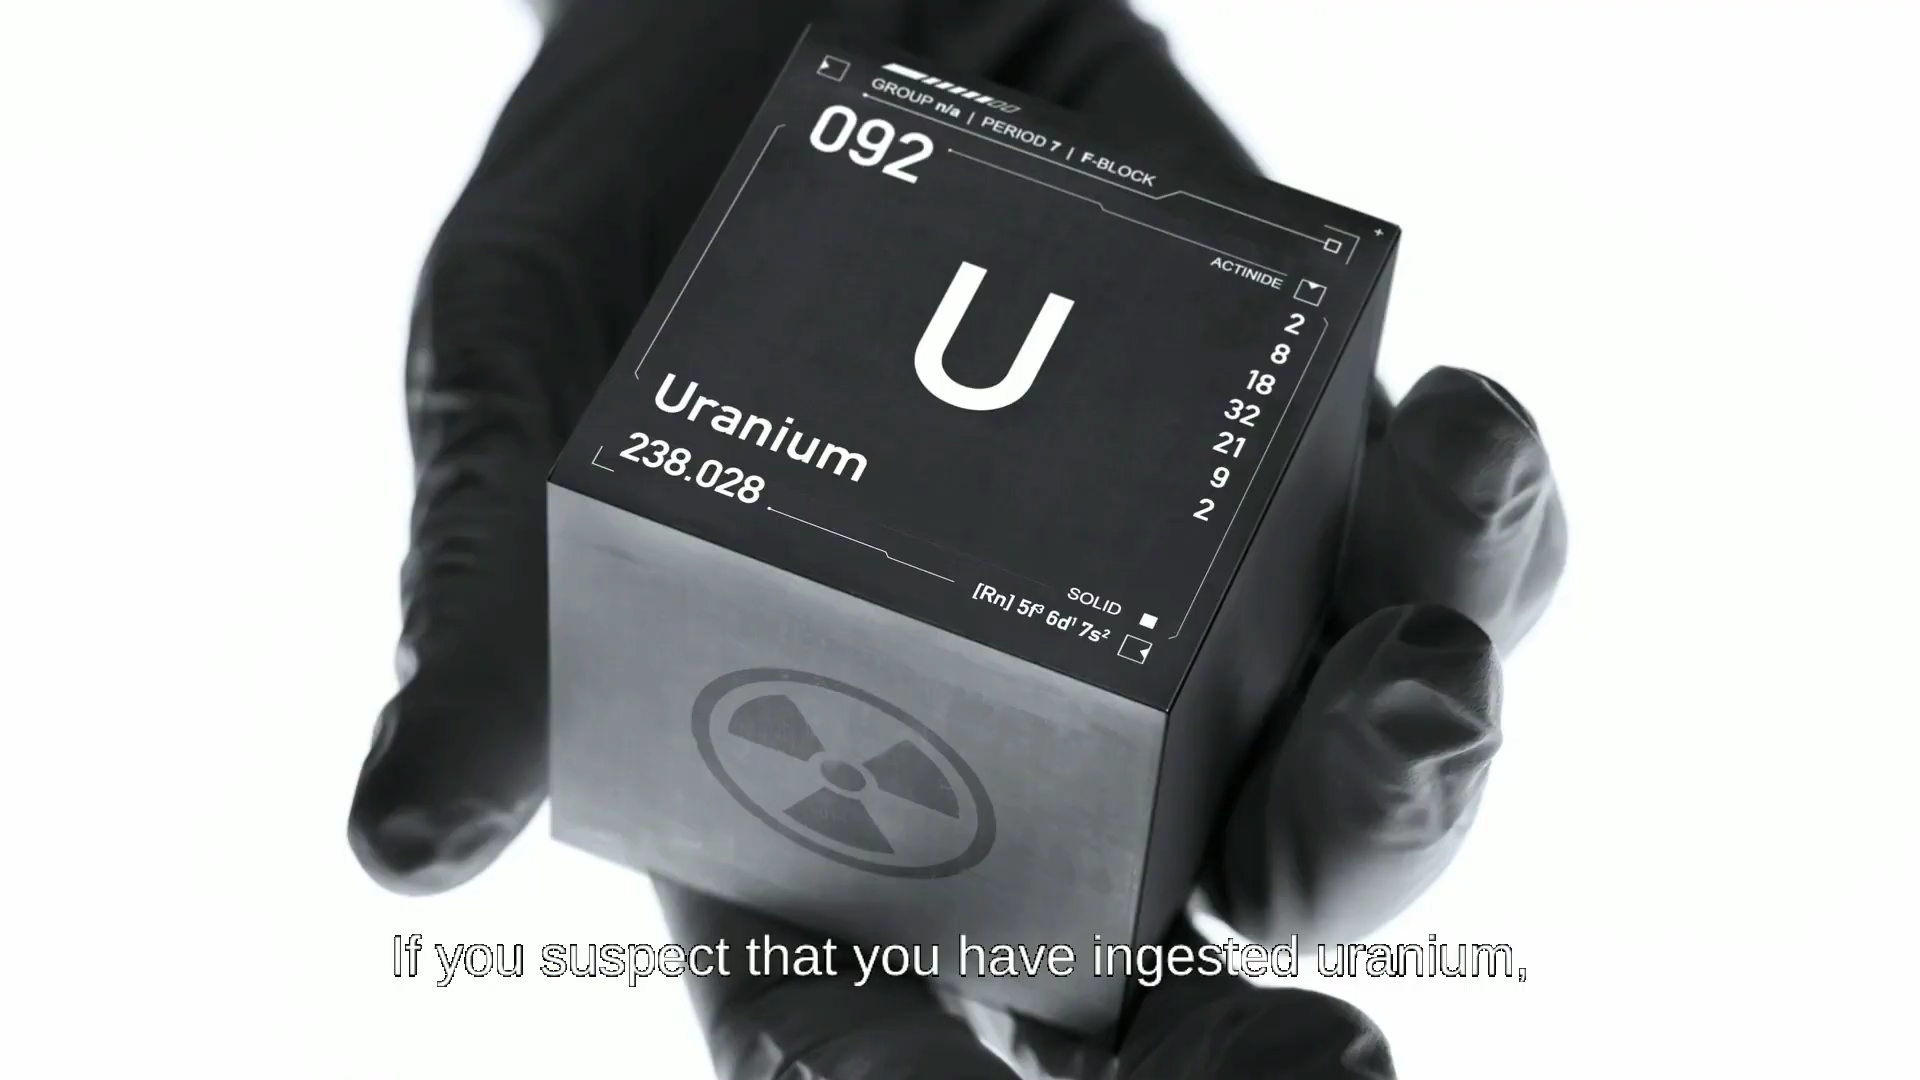 GROUP n/a | PERIOD 7 | F-BLOCK
092
ACTINIDE
U
2
8
18
32
21
9
2
Uranium
238.028
SOLID
[Rn] 5f³ 6d¹ 7s²
If you suspect that you have ingested uranium,